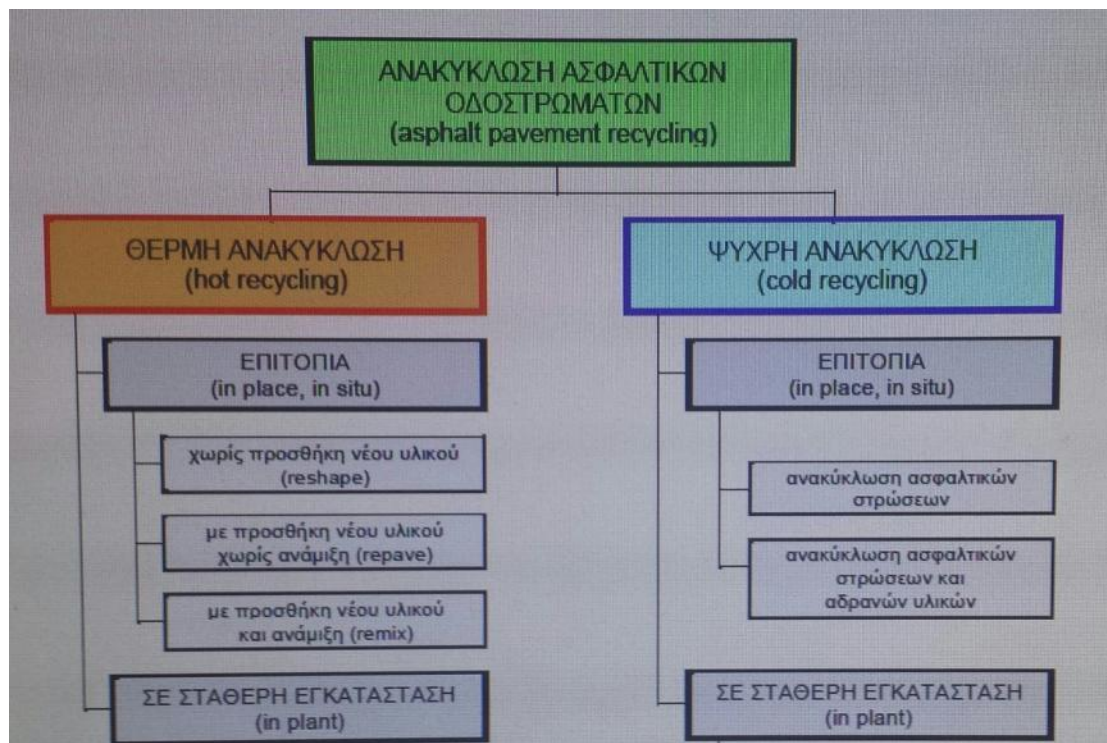 ΑΝΑΚΥΚΛΩΣΗ ΑΣΦΑΛΤΙΚΩΝ
ΟΔΟΣΤΡΩΜΑΤΩΝ
(asphalt pavement recycling)
ΘΕΡΜΗ ΑΝΑΚΥΚΛΩΣΗ
(hot recycling)
ΕΠΙΤΟΠΙΑ
(in place, in situ)
χωρίς προσθήκη νέου υλικού
(reshape)
με προσθήκη νέου υλικού
χωρίς ανάμιξη (repave)
με προσθήκη νέου υλικού
και ανάμιξη (remix)
ΣΕ ΣΤΑΘΕΡΗ ΕΓΚΑΤΑΣΤΑΣΗ
(in plant)
ΨΥΧΡΗ ΑΝΑΚΥΚΛΩΣΗ
(cold recycling)
ΕΠΙΤΟΠΙΑ
(in place, in situ)
ανακύκλωση ασφαλτικών
στρώσεων
ανακύκλωση ασφαλτικών
στρώσεων και
αδρανών υλικών
ΣΕ ΣΤΑΘΕΡΗ ΕΓΚΑΤΑΣΤΑΣΗ
(in plant)